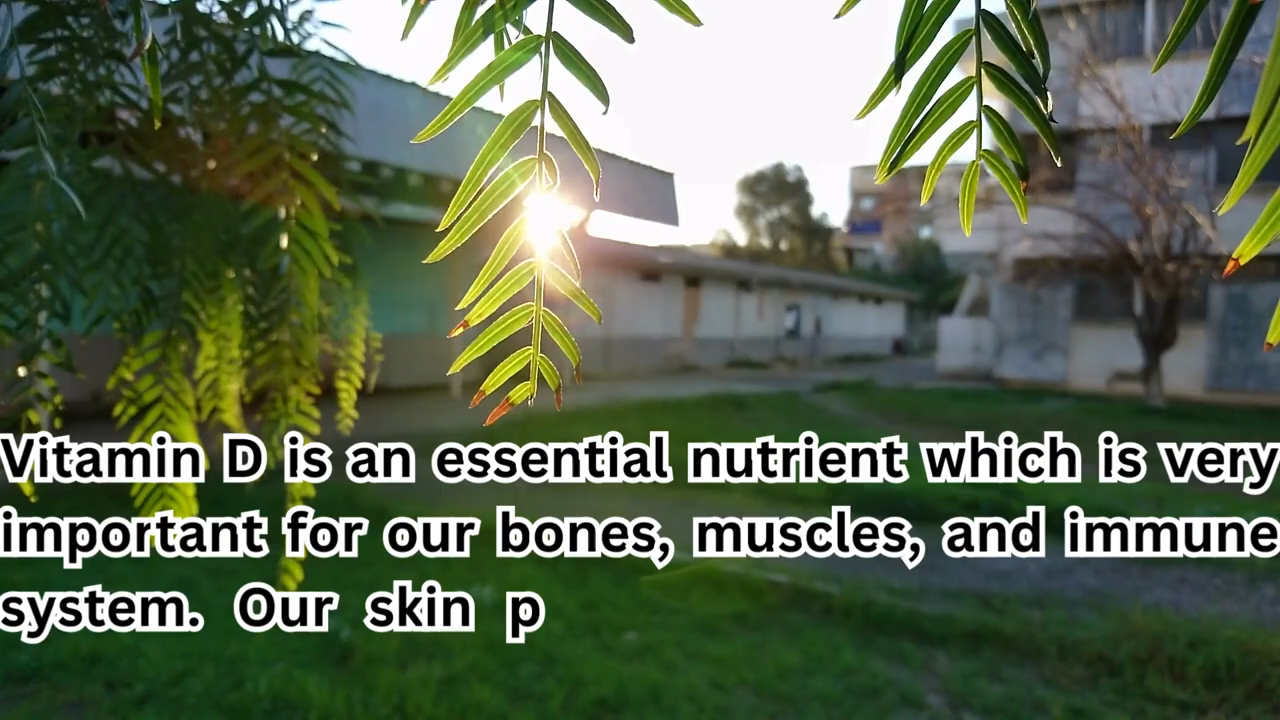 Vitamin D is an essential nutrient which is very
important for our bones, muscles, and immune
system. Our skin p